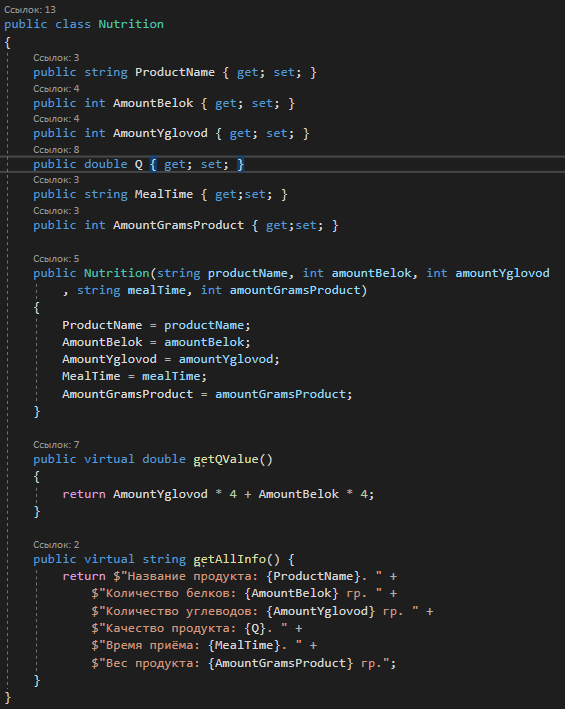 Ссылок: 13
public class Nutrition
{
Ссылок: 3
public string ProductName { get; set; }
Ссылок: 4
public int AmountBelok { get; set; }
Ссылок: 4
public int AmountYglovod { get; set; }
Ссылок: 8
public double Q { get; set; }
Ссылок: 3
public string MealTime { get;set; }
Ссылок: 3
public int AmountGramsProduct { get;set; }
Ссылок: 5
public Nutrition(string productName, int amountBelok, int amountYglovod
, string mealTime, int amountGramsProduct)
{
ProductName = productName;
AmountBelok = amountBelok;
AmountYglovod = amountYglovod;
MealTime = mealTime;
AmountGramsProduct = amountGramsProduct;
}
Ссылок: 7
public virtual double getQValue()
{
return AmountYglovod * 4 + AmountBelok * 4;
}
Ссылок: 2
public virtual string getAllInfo() {
return $"Название продукта: {ProductName}. " +
$"Количество белков: {AmountBelok} гр. " +
$"Количество углеводов: {AmountYglovod} гр. " +
$"Качество продукта: {Q}. " +
$"Время приёма: {MealTime}. " +
$"Вес продукта: {AmountGramsProduct} гр.";
}
}